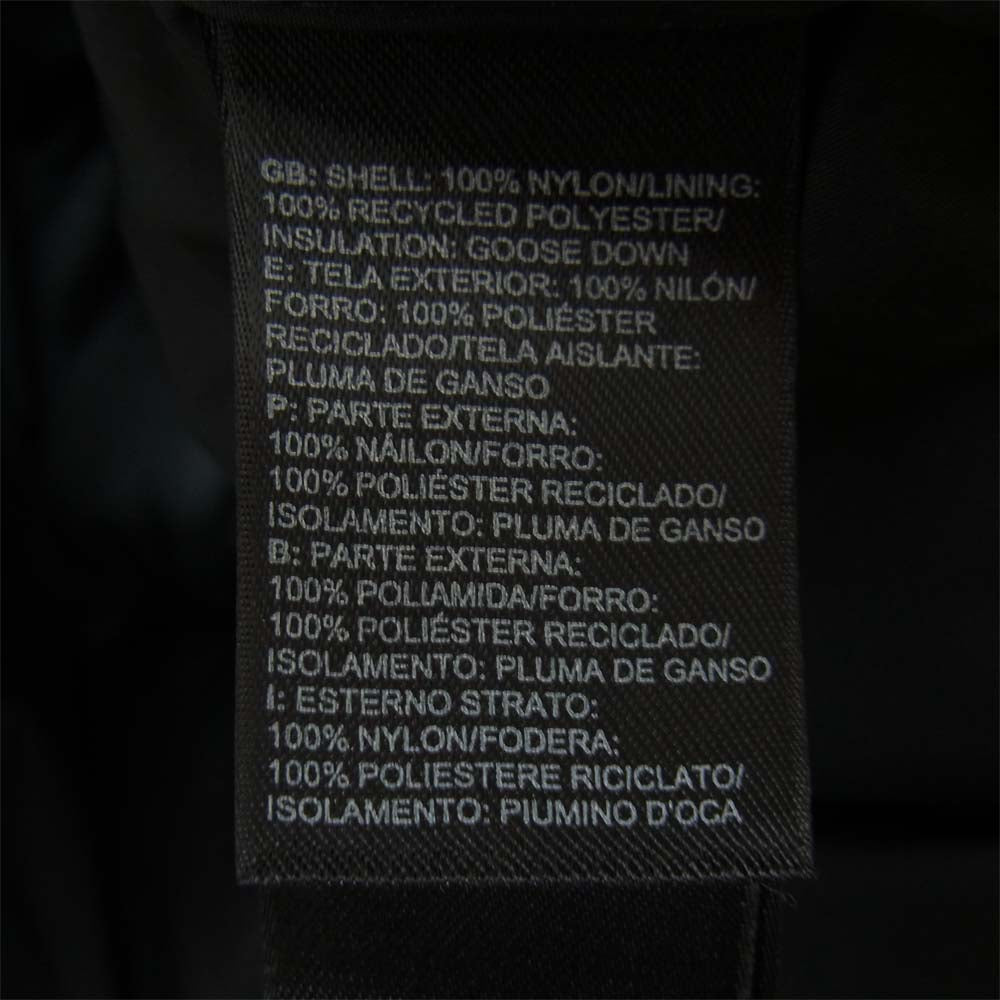 GB: SHELL: 100% NYLON/LINING:
100% RECYCLED POLYESTER/
INSULATION: GOOSE DOWN
E: TELA EXTERIOR: 100% NILÓN/
FORRO: 100% POLIÉSTER
RECICLADO/TELA AISLANTE:
PLUMA DE GANSO
P: PARTE EXTERNA:
100% NÁILON/FORRO:
100% POLIÉSTER RECICLADO/
ISOLAMENTO: PLUMA DE GANSO
B: PARTE EXTERNA:
100% POLIAMIDA/FORRO:
100% POLIÉSTER RECICLADO/
ISOLAMENTO: PLUMA DE GANSO
I: ESTERNO STRATO:
100% NYLON/FODERA:
100% POLIESTERE RICICLATO/
ISOLAMENTO: PIUMINO D'OCA